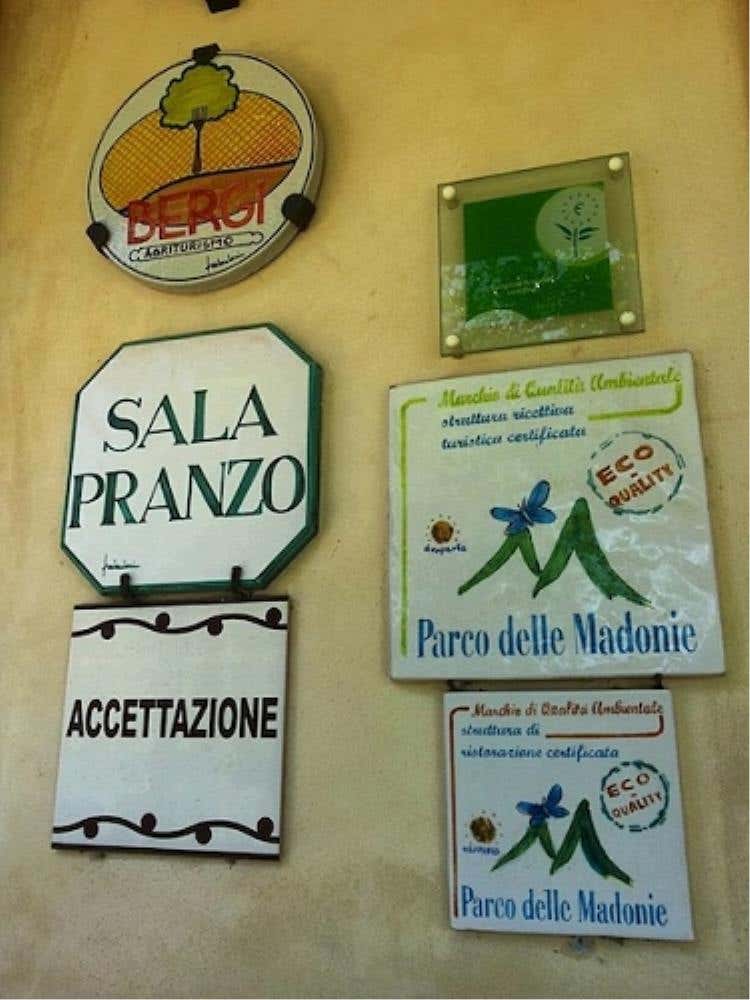 BERGI
AGRITURISMO
SALA
PRANZO
ACCETTAZIONE
Marchio di Qualità Ambientale
struttura ricettiva
turistica certificata
ECO
-
QUALITY
Parco delle Madonie
Marchio di Qualità Ambientale
struttura di
ristorazione certificata
ECO
-
QUALITY
Parco delle Madonie